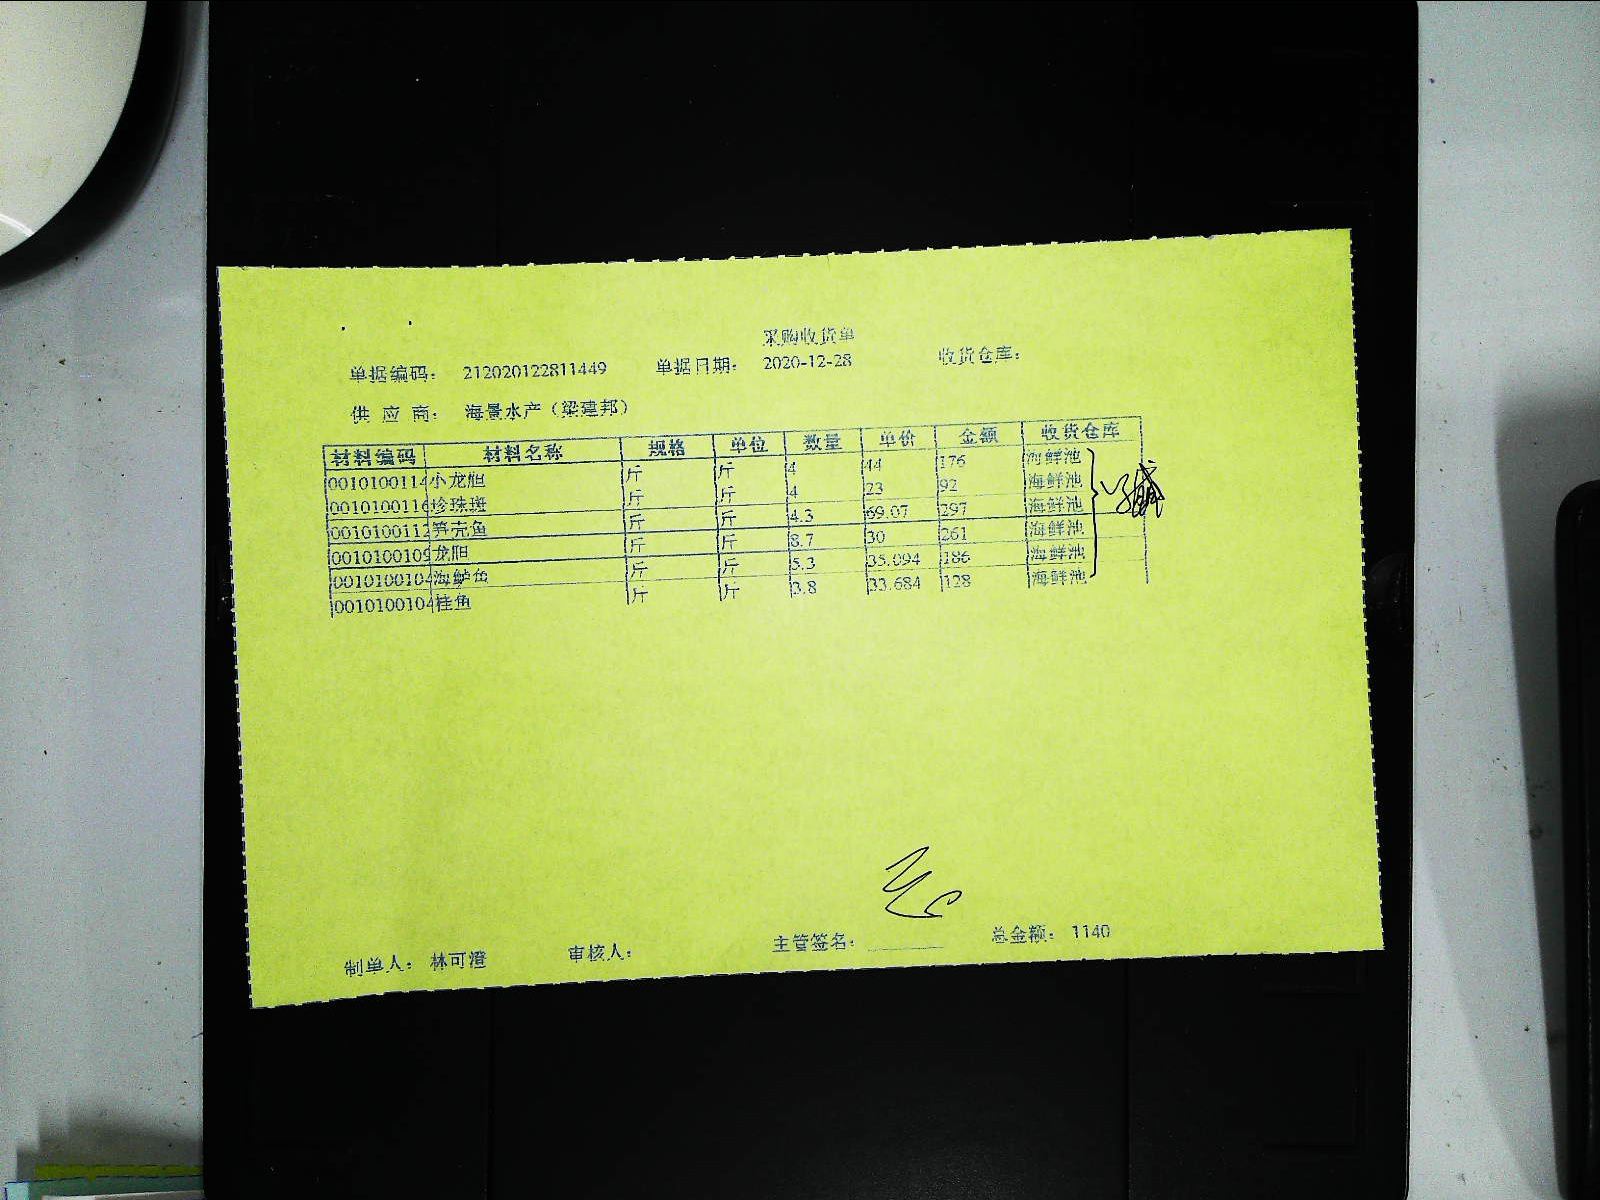 采购收货单
单据编码： 212020122811449 单据日期： 2020-12-28 收货仓库：
供 应 商： 海景水产（梁建邦）
材料编码 材料名称 规格 单位 数量 单价 金额 收货仓库
0010100114 小龙胆 斤 斤 4 44 176 海鲜池
0010100116 珍珠斑 斤 斤 4 23 92 海鲜池
0010100112 笋壳鱼 斤 斤 4.3 69.07 297 海鲜池
0010100109 龙胆 斤 斤 8.7 30 261 海鲜池
0010100104 海鲈鱼 斤 斤 5.3 35.094 186 海鲜池
0010100104 桂鱼 斤 斤 3.8 33.684 128 海鲜池
制单人： 林可澄 审核人： 主管签名： 总金额： 1140